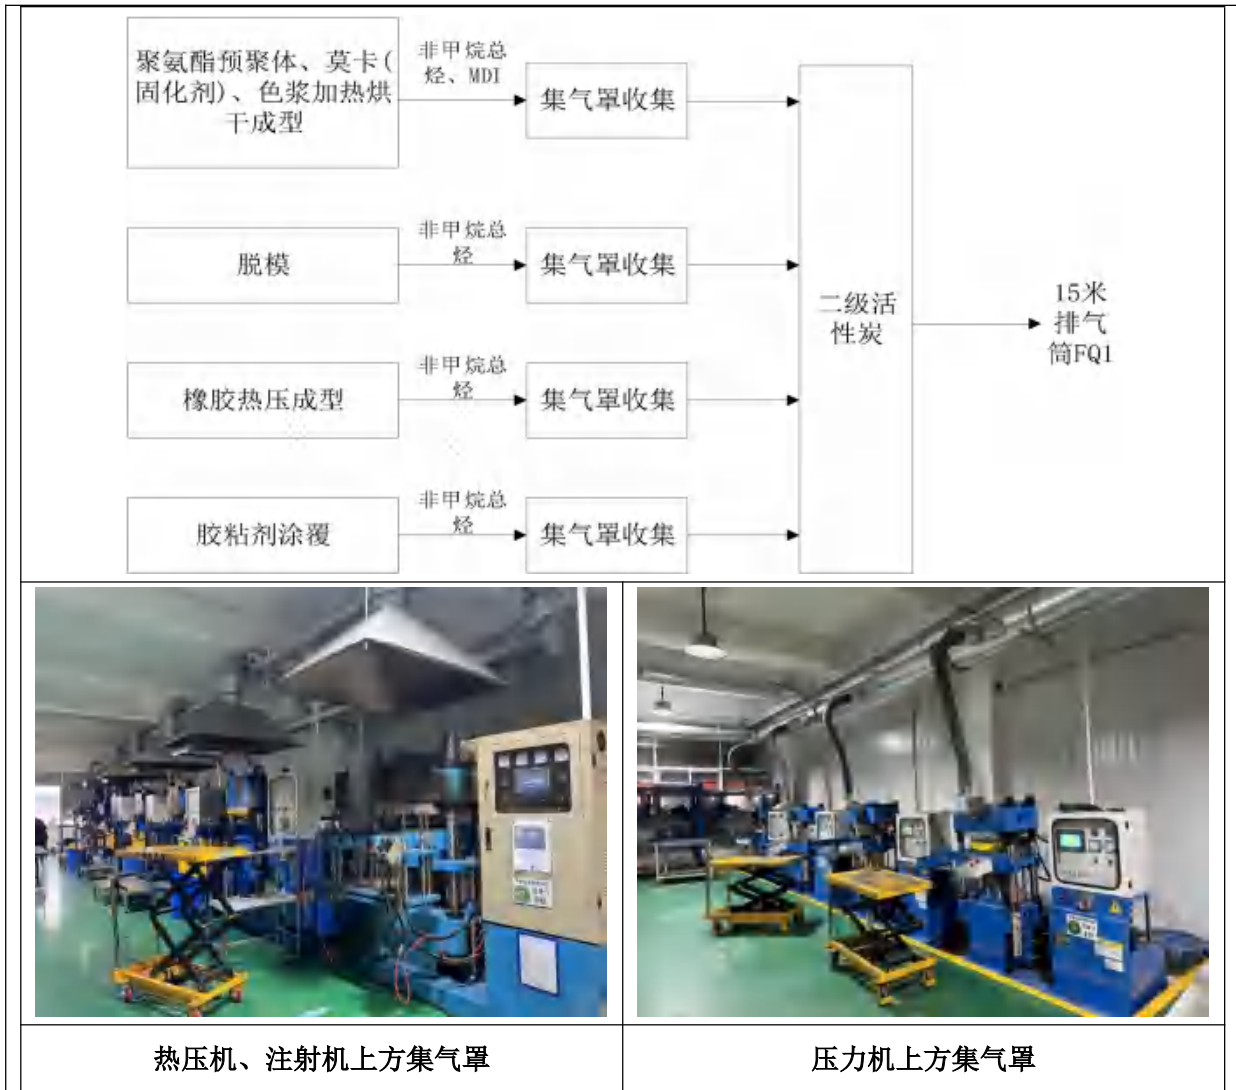 聚氨酯预聚体、莫卡(
固化剂)、色浆加热烘
干成型
非甲烷总
烃、MDI
集气罩收集
脱模
非甲烷总
烃
集气罩收集
橡胶热压成型
非甲烷总
烃
集气罩收集
胶粘剂涂覆
非甲烷总
烃
集气罩收集
二级活
性炭
15米
排气
筒FQ1
热压机、注射机上方集气罩
压力机上方集气罩